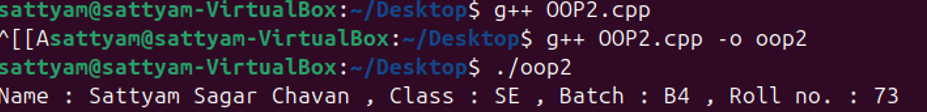 sattyam@sattyam-VirtualBox:~/Desktop$ g++ OOP2.cpp
^[[Asattyam@sattyam-VirtualBox:~/Desktop$ g++ OOP2.cpp -o oop2
sattyam@sattyam-VirtualBox:~/Desktop$ ./oop2
Name : Sattyam Sagar Chavan , Class : SE , Batch : B4 , Roll no. : 73